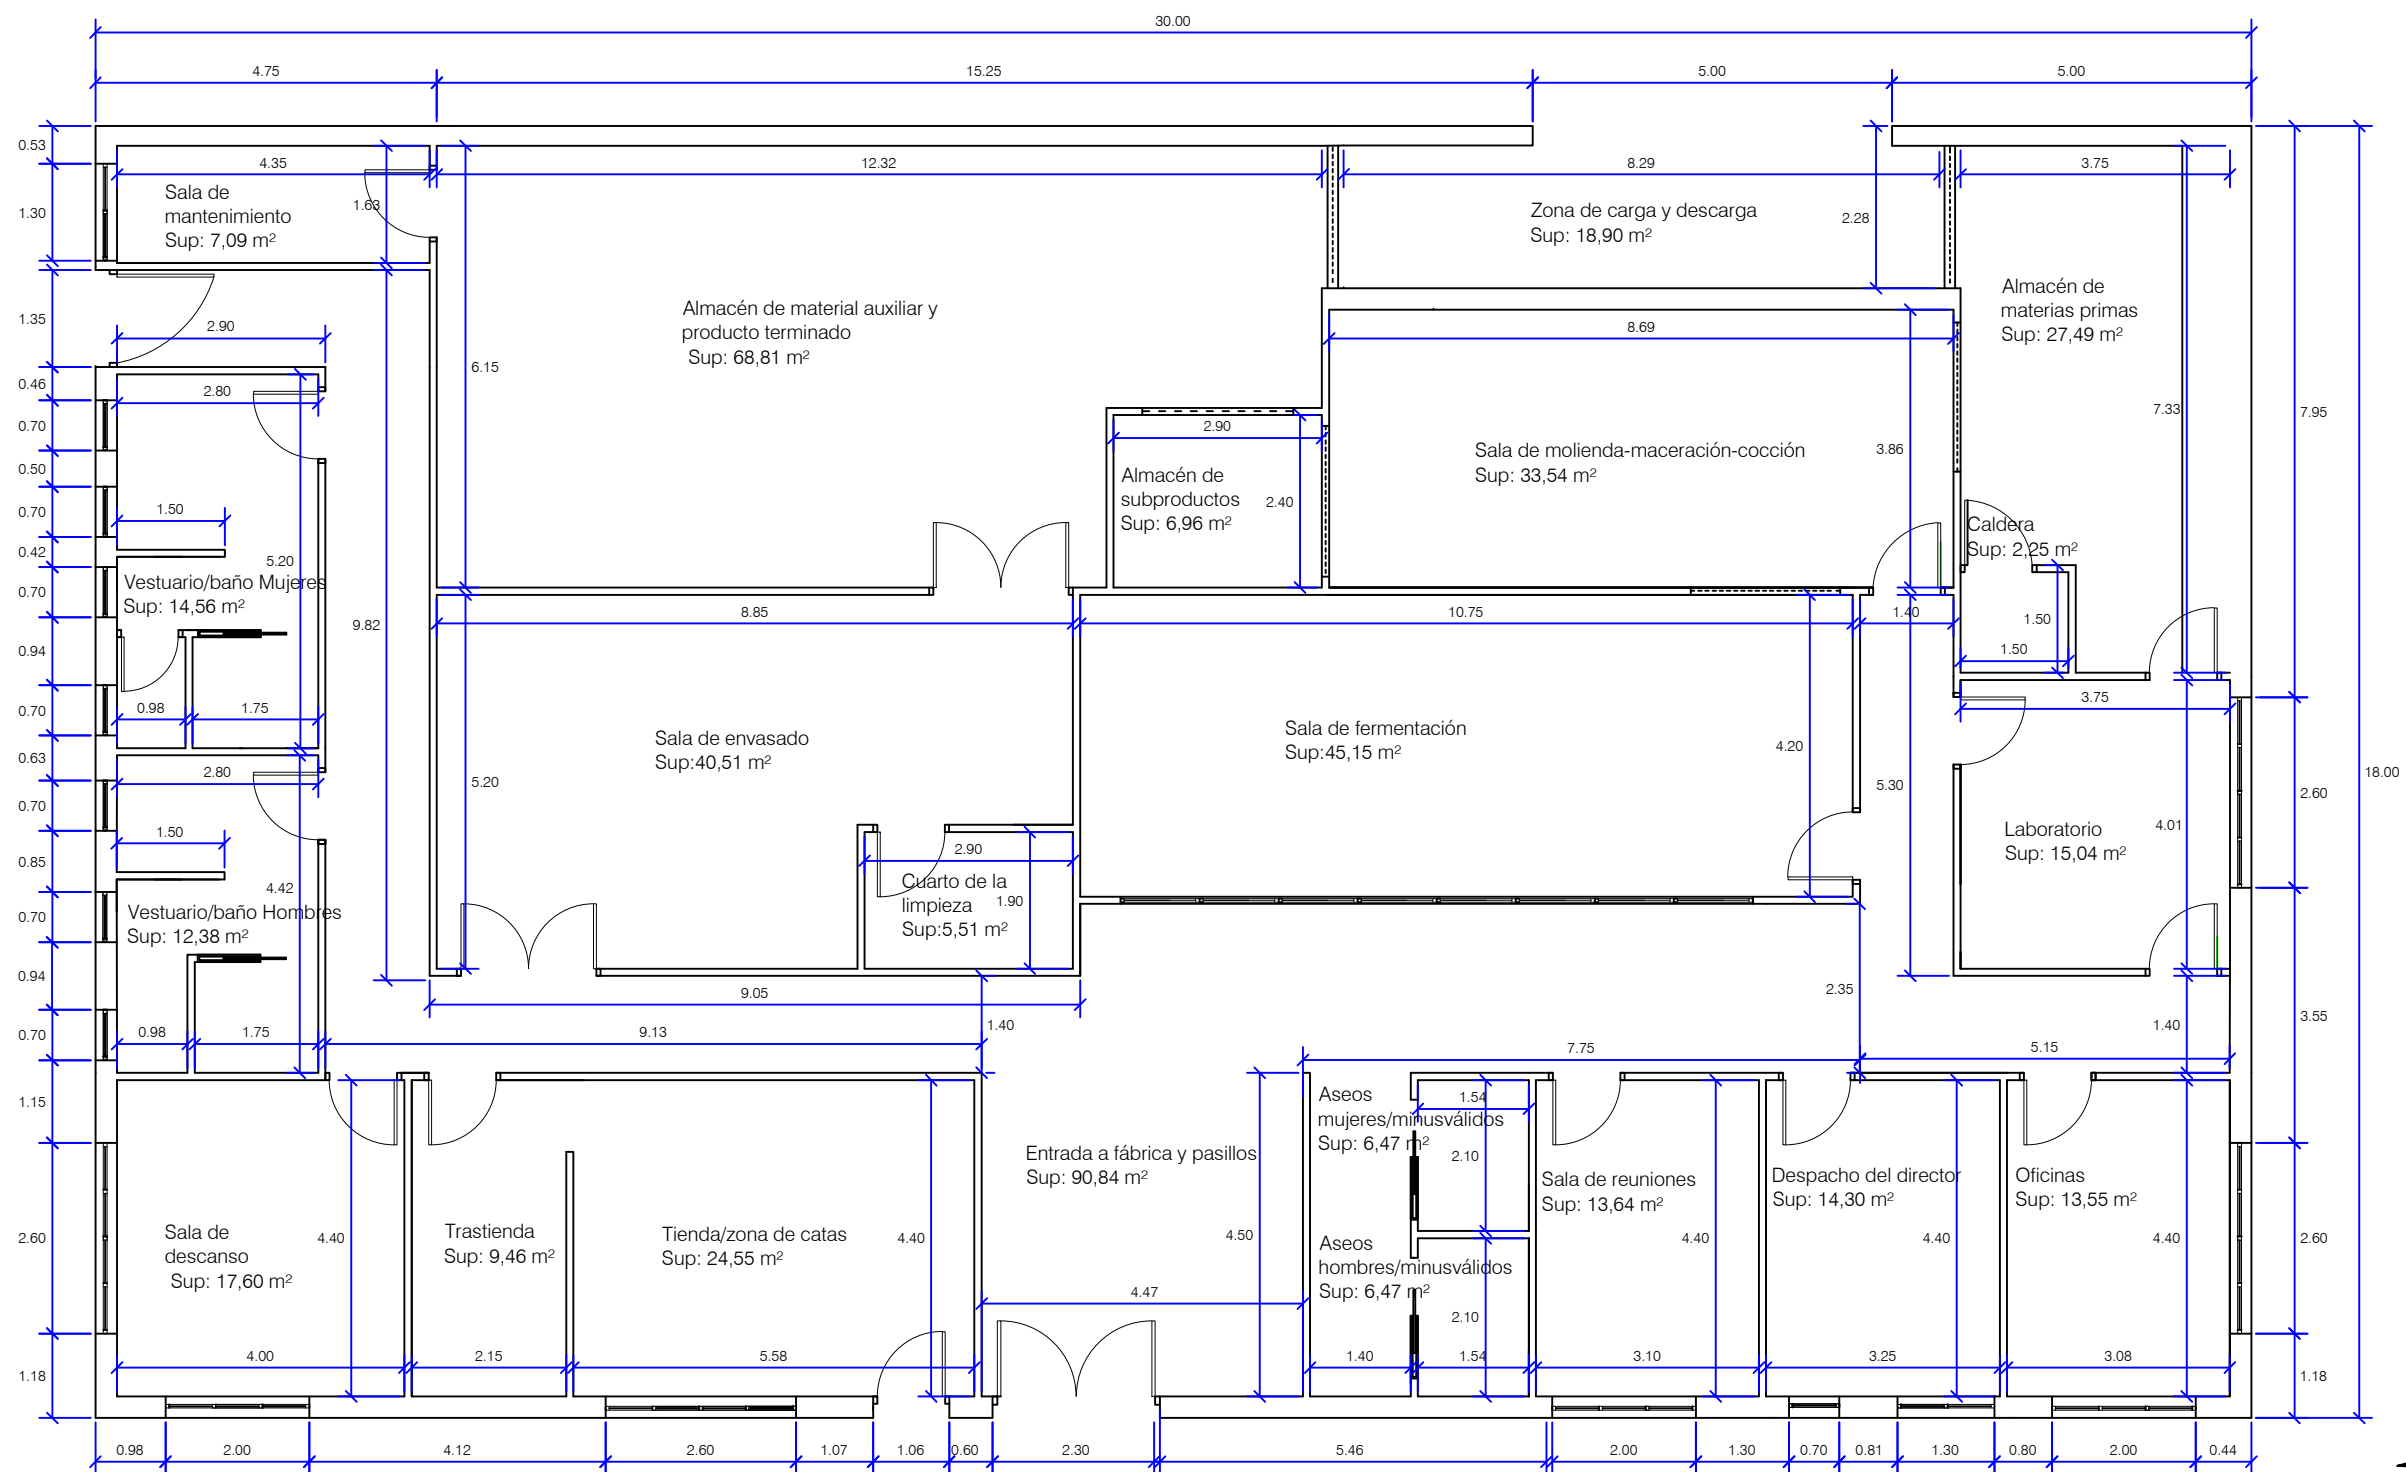 30.00
4.75
15.25
5.00
5.00
0.53
1.30
1.35
0.46
0.70
0.50
0.70
0.42
0.70
0.94
0.70
0.63
0.70
0.85
0.70
0.94
0.70
1.15
2.60
1.18
4.35
12.32
8.29
3.75
Sala de
mantenimiento
Sup: 7,09 m²
1.63
Zona de carga y descarga
Sup: 18,90 m²
2.28
Almacén de material auxiliar y
producto terminado
Sup: 68,81 m²
6.15
Almacén de
materias primas
Sup: 27,49 m²
7.33
7.95
2.90
2.80
8.69
2.90
Almacén de
subproductos
Sup: 6,96 m²
2.40
Sala de molienda-maceración-cocción
Sup: 33,54 m²
3.86
1.50
5.20
Vestuario/baño Mujeres
Sup: 14,56 m²
9.82
Caldera
Sup: 2,25 m²
1.50
1.50
8.85
10.75
1.40
0.98
1.75
3.75
Sala de envasado
Sup:40,51 m²
5.20
Sala de fermentación
Sup:45,15 m²
4.20
5.30
18.00
2.60
2.80
1.50
4.42
Vestuario/baño Hombres
Sup: 12,38 m²
2.90
Cuarto de la
limpieza
Sup:5,51 m²
1.90
Laboratorio
Sup: 15,04 m²
4.01
9.05
2.35
0.98
1.75
9.13
1.40
1.40
3.55
7.75
5.15
Aseos
mujeres/minusválidos
Sup: 6,47 m²
1.54
2.10
Entrada a fábrica y pasillos
Sup: 90,84 m²
4.50
Sala de reuniones
Sup: 13,64 m²
4.40
Despacho del director
Sup: 14,30 m²
4.40
Oficinas
Sup: 13,55 m²
4.40
2.60
Sala de
descanso
Sup: 17,60 m²
4.40
Trastienda
Sup: 9,46 m²
Tienda/zona de catas
Sup: 24,55 m²
4.40
Aseos
hombres/minusválidos
Sup: 6,47 m²
2.10
4.47
4.00
2.15
5.58
1.40
1.54
3.10
3.25
3.08
1.18
0.98
2.00
4.12
2.60
1.07
1.06
0.60
2.30
5.46
2.00
1.30
0.70
0.81
1.30
0.80
2.00
0.44